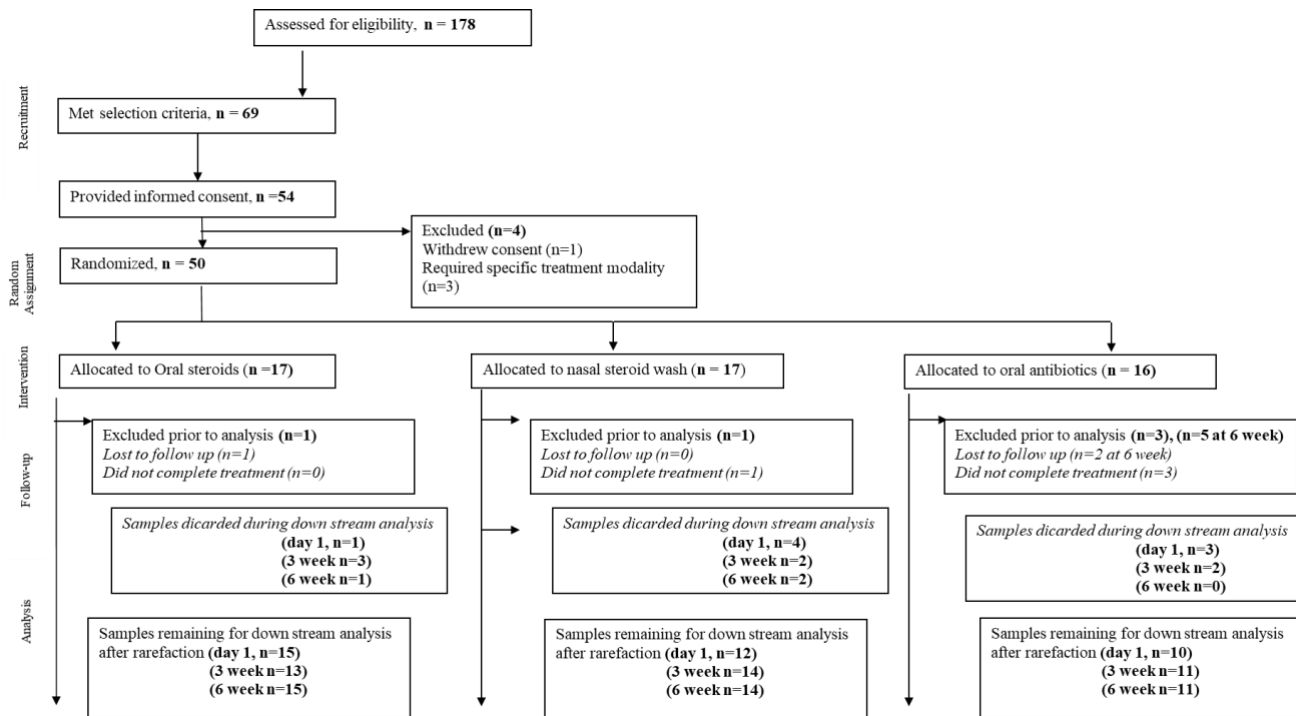 Assessed for eligibility, n = 178
Recruitment
Met selection criteria, n = 69
Provided informed consent, n =54
Excluded (n=4)
Withdrew consent (n=1)
Required specific treatment modality
(n=3)
Random
Assignment
Randomized, n = 50
Intervention
Allocated to Oral steroids (n =17)
Allocated to nasal steroid wash (n = 17)
Allocated to oral antibiotics (n = 16)
Follow-up
Excluded prior to analysis (n=1)
Lost to follow up (n=1)
Did not complete treatment (n=0)
Excluded prior to analysis (n=1)
Lost to follow up (n=0)
Did not complete treatment (n=1)
Excluded prior to analysis (n=3), (n=5 at 6 week)
Lost to follow up (n=2 at 6 week)
Did not complete treatment (n=3)
Samples dicarded during down stream analysis
(day 1, n=1)
(3 week n=3)
(6 week n=1)
Samples dicarded during down stream analysis
(day 1, n=4)
(3 week n=2)
(6 week n=2)
Samples dicarded during down stream analysis
(day 1, n=3)
(3 week n=2)
(6 week n=0)
Analysis
Samples remaining for down stream analysis
after rarefaction (day 1, n=15)
(3 week n=13)
(6 week n=15)
Samples remaining for down stream analysis
after rarefaction (day 1, n=12)
(3 week n=14)
(6 week n=14)
Samples remaining for down stream analysis
after rarefaction (day 1, n=10)
(3 week n=11)
(6 week n=11)